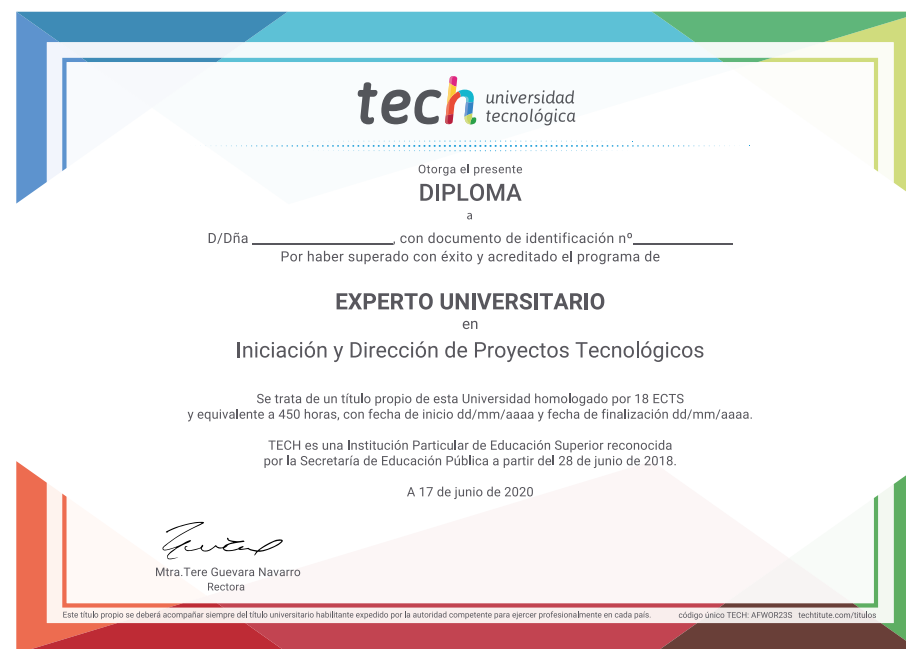 tech universidad
tecnológica
Otorga el presente
DIPLOMA
a
D/Dña ____________________, con documento de identificación nº______________
Por haber superado con éxito y acreditado el programa de
EXPERTO UNIVERSITARIO
en
Iniciación y Dirección de Proyectos Tecnológicos
Se trata de un título propio de esta Universidad homologado por 18 ECTS
y equivalente a 450 horas, con fecha de inicio dd/mm/aaaa y fecha de finalización dd/mm/aaaa.
TECH es una Institución Particular de Educación Superior reconocida
por la Secretaría de Educación Pública a partir del 28 de junio de 2018.
A 17 de junio de 2020
Mtra.Tere Guevara Navarro
Rectora
Este título propio se deberá acompañar siempre del título universitario habilitante expedido por la autoridad competente para ejercer profesionalmente en cada país. código único TECH: AFWOR23S techtitute.com/titulos